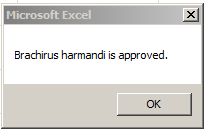 Microsoft Excel
Brachirus harmandi is approved.
OK